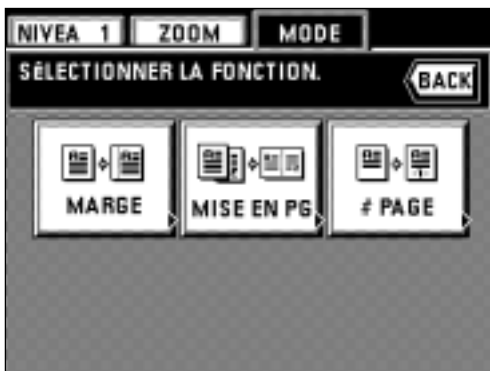 NIVEA 1 ZOOM MODE
SÉLECTIONNER LA FONCTION. BACK
MARGE MISE EN PG # PAGE